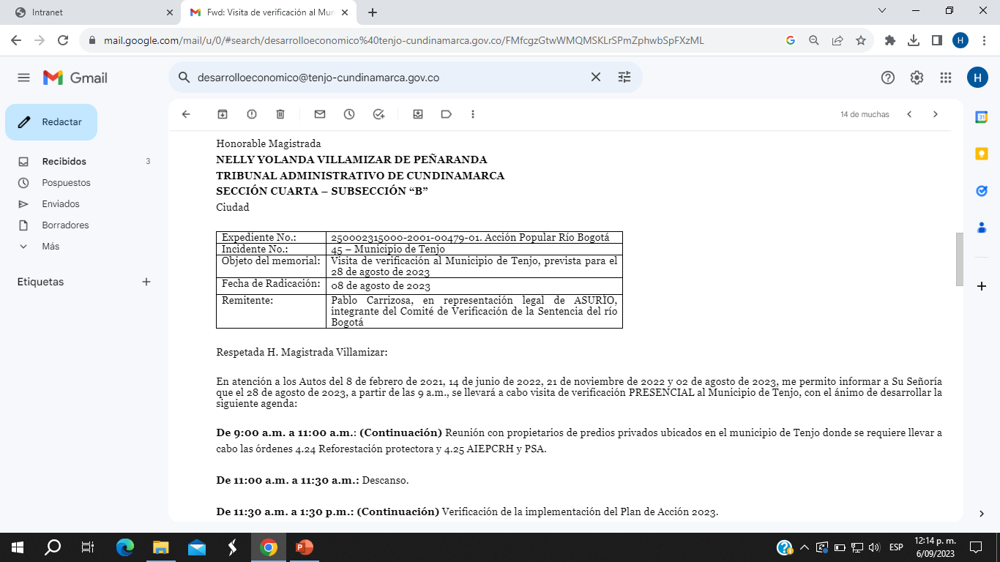 Intranet
Fwd: Visita de verificación al Mun
mail.google.com/mail/u/0/#search/desarrolloeconomico%40tenjo-cundinamarca.gov.co/FMfcgzGtwWMQMSKLrSPmZphwbSpFXzML
H
Gmail
desarrolloeconomico@tenjo-cundinamarca.gov.co
H
Redactar
14 de muchas
31
Recibidos 3
Pospuestos
Enviados
Borradores
Más
Etiquetas
Honorable Magistrada
NELLY YOLANDA VILLAMIZAR DE PEÑARANDA
TRIBUNAL ADMINISTRATIVO DE CUNDINAMARCA
SECCIÓN CUARTA – SUBSECCIÓN “B”
Ciudad
Expediente No.: 250002315000-2001-00479-01. Acción Popular Río Bogotá
Incidente No.: 45 – Municipio de Tenjo
Objeto del memorial: Visita de verificación al Municipio de Tenjo, prevista para el
28 de agosto de 2023
Fecha de Radicación: 08 de agosto de 2023
Remitente: Pablo Carrizosa, en representación legal de ASURÍO,
integrante del Comité de Verificación de la Sentencia del río
Bogotá
Respetada H. Magistrada Villamizar:
En atención a los Autos del 8 de febrero de 2021, 14 de junio de 2022, 21 de noviembre de 2022 y 02 de agosto de 2023, me permito informar a Su Señoría
que el 28 de agosto de 2023, a partir de las 9 a.m., se llevará a cabo visita de verificación PRESENCIAL al Municipio de Tenjo, con el ánimo de desarrollar la
siguiente agenda:
De 9:00 a.m. a 11:00 a.m.: (Continuación) Reunión con propietarios de predios privados ubicados en el municipio de Tenjo donde se requiere llevar a
cabo las órdenes 4.24 Reforestación protectora y 4.25 AIEPCRH y PSA.
De 11:00 a.m. a 11:30 a.m.: Descanso.
De 11:30 a.m. a 1:30 p.m.: (Continuación) Verificación de la implementación del Plan de Acción 2023.
ESP
12:14 p. m.
6/09/2023